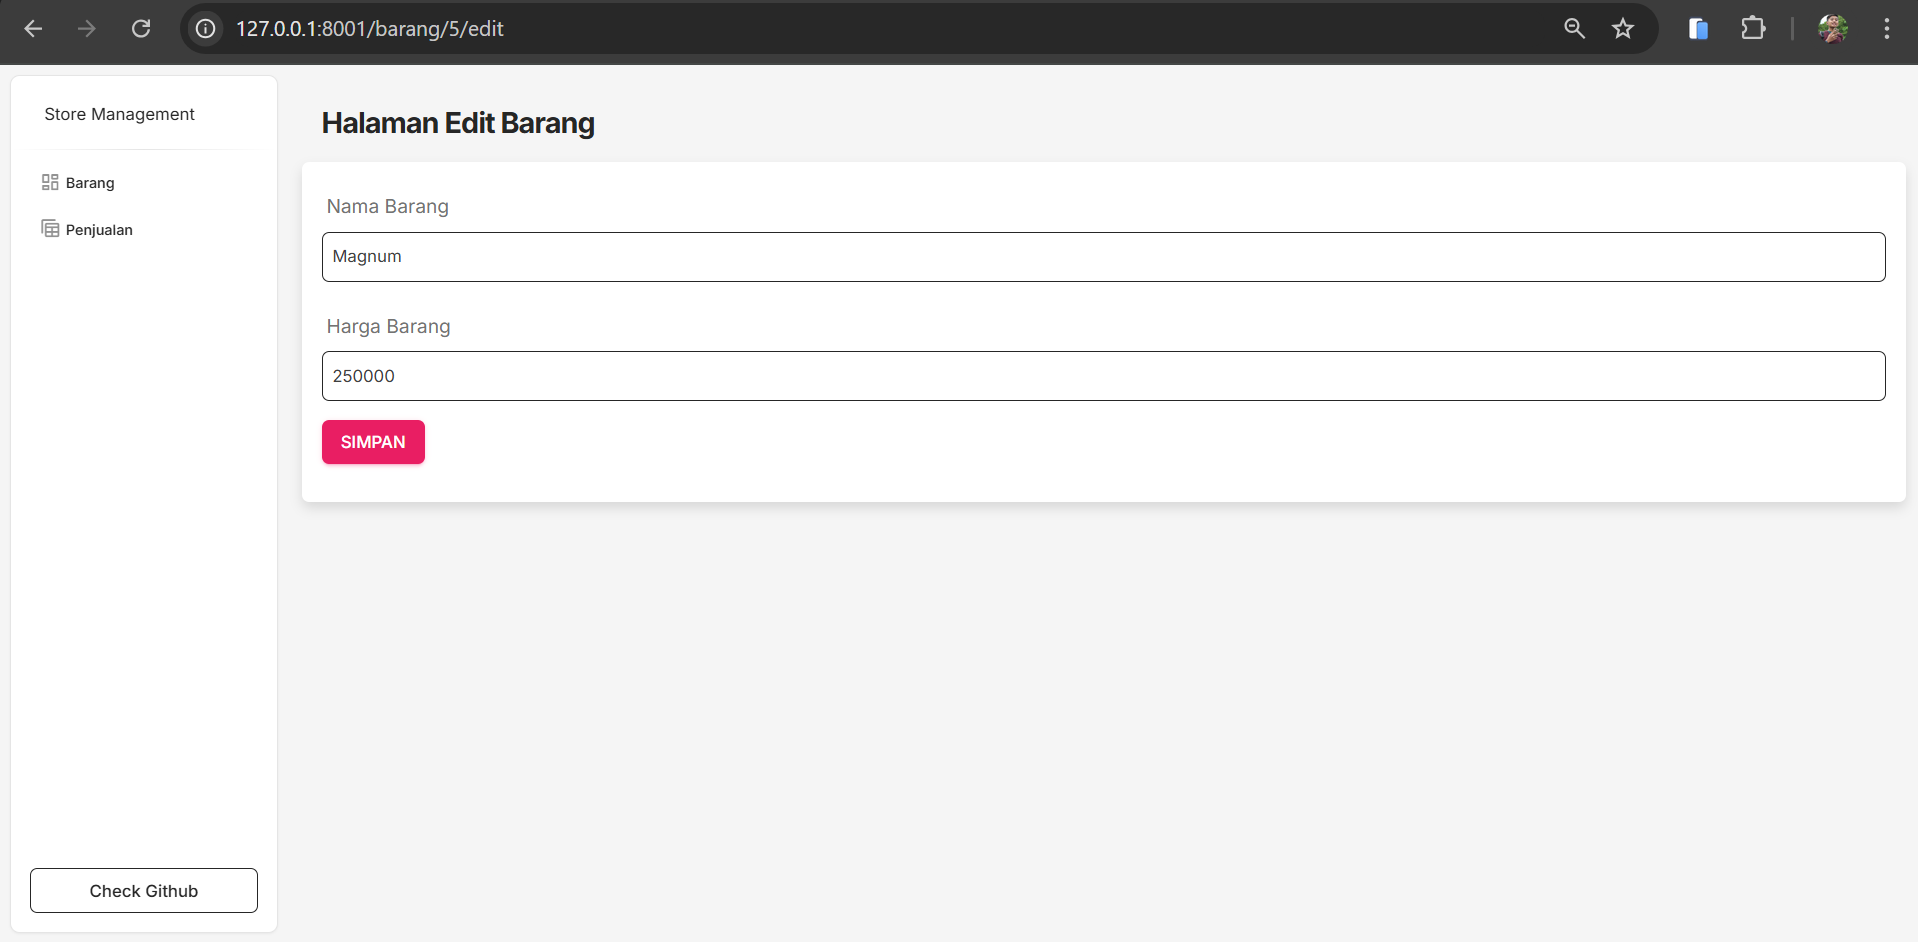 127.0.0.1:8001/barang/5/edit
Store Management
Barang
Penjualan
Check Github
Halaman Edit Barang
Nama Barang
Magnum
Harga Barang
250000
SIMPAN